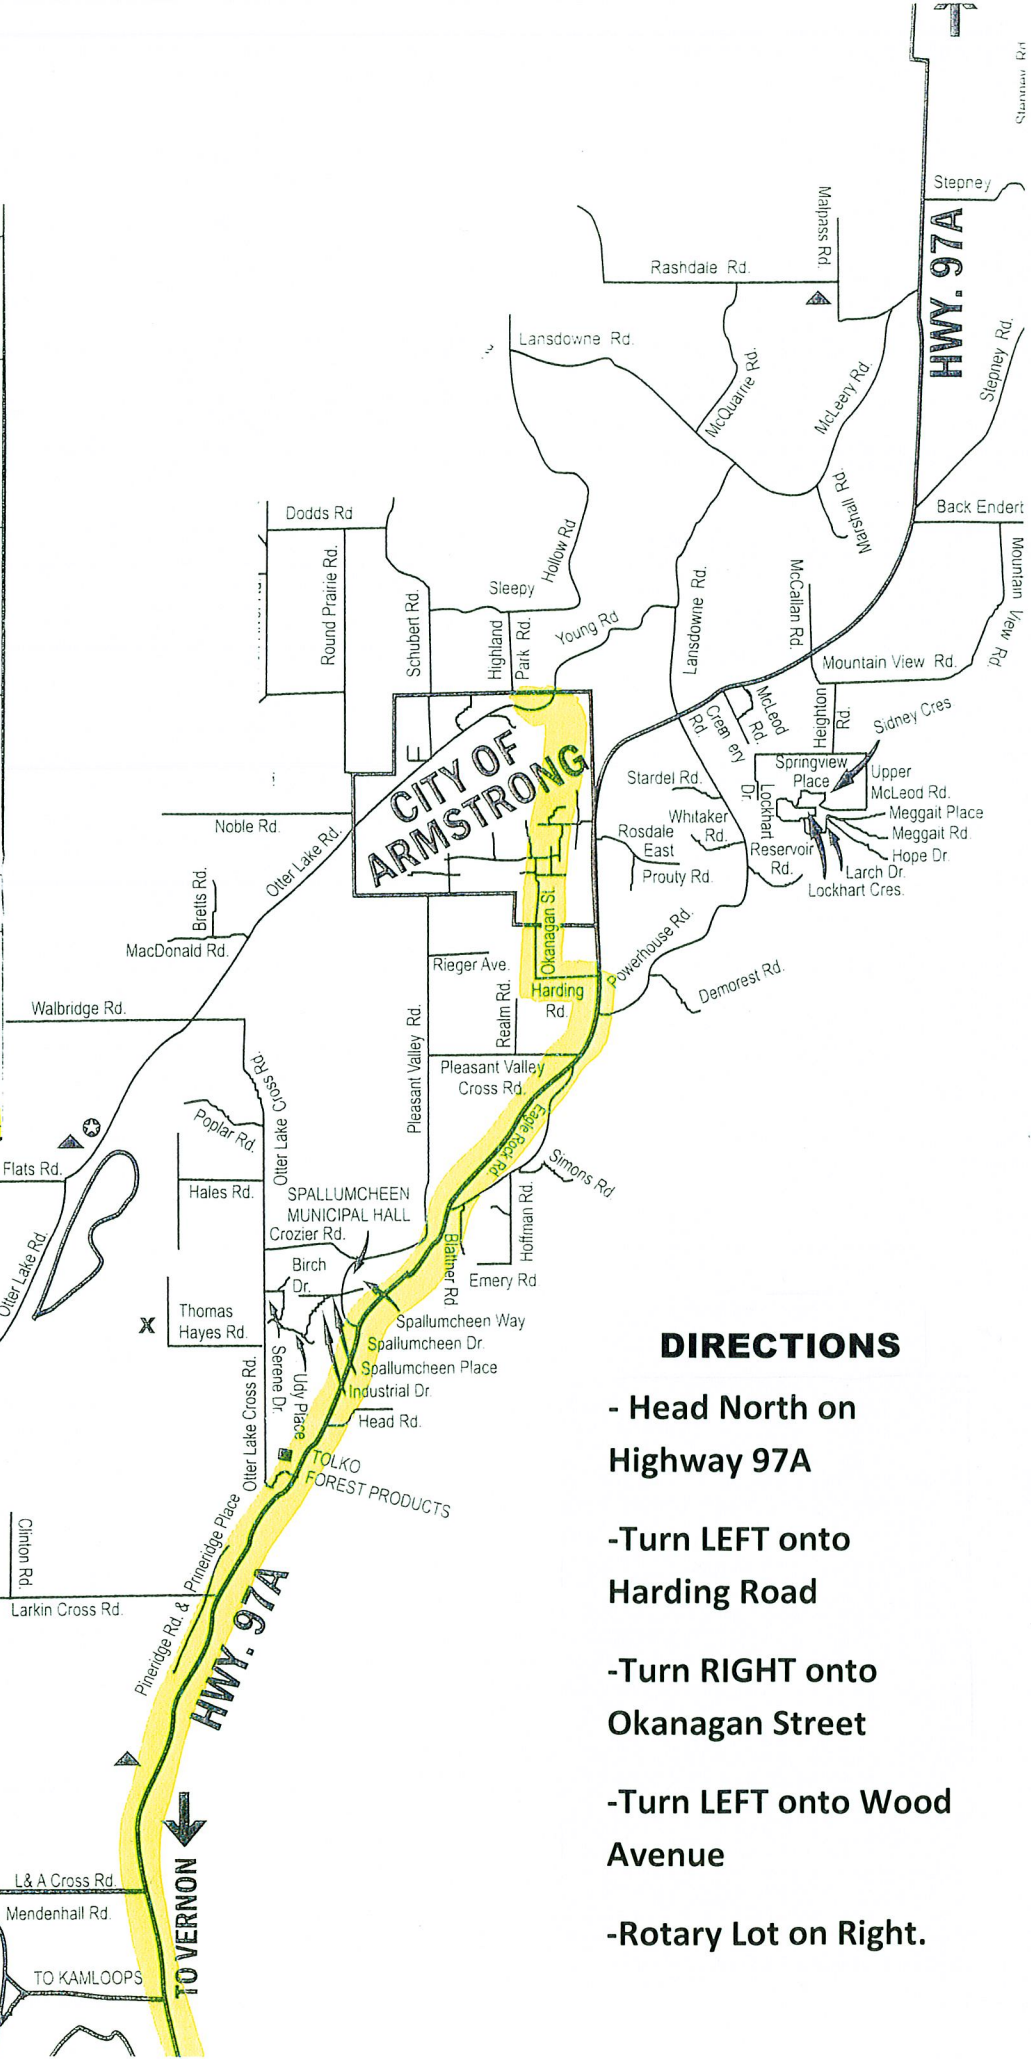 Stepney Rd
Stepney
HWY. 97A
Malpass Rd.
Rashdale Rd.
Lansdowne Rd.
McQuarrie Rd.
McLeery Rd.
Stepney Rd.
Marshall Rd.
Back Endert
Dodds Rd
Round Prairie Rd.
Schubert Rd.
Sleepy Hollow Rd
Highland
Park Rd.
Young Rd
Lansdowne Rd.
McCallan Rd.
Mountain View Rd.
Mountain View Rd.
Heighton
Rd.
Sidney Cres.
McLeod
Rd.
Crem ery
Rd.
CITY OF
ARMSTRONG
Stardel Rd.
Springview
Place
Upper
McLeod Rd.
Lockhart
Dr.
Meggait Place
Meggait Rd.
Hope Dr.
Larch Dr.
Lockhart Cres.
Whitaker
Rd.
Reservoir
Rd.
Rosdale
East
Prouty Rd.
Noble Rd.
Otter Lake Rd.
Bretts Rd.
MacDonald Rd.
Okanagan St.
Rieger Ave.
Powerhouse Rd.
Demorest Rd.
Harding
Rd.
Realm Rd.
Walbridge Rd.
Pleasant Valley Rd.
Pleasant Valley
Cross Rd.
Otter Lake Cross Rd.
Otter Lake Cross Rd.
Poplar Rd.
Eagle Rock Rd.
Simons Rd
Flats Rd.
Hales Rd.
SPALLUMCHEEN
MUNICIPAL HALL
Hoffman Rd.
Crozier Rd.
Otter Lake Rd.
Birch
Dr.
Blattner Rd
Emery Rd
Thomas
Hayes Rd.
X
Spallumcheen Way
Spallumcheen Dr.
Spallumcheen Place
Industrial Dr.
Serene Dr.
Udy Place
Head Rd.
Otter Lake Cross Rd.
TOLKO
FOREST PRODUCTS
Clinton Rd.
Larkin Cross Rd.
Pineridge Rd. & Prineridge Place
HWY. 97A
L& A Cross Rd.
Mendenhall Rd.
TO VERNON
TO KAMLOOPS
DIRECTIONS
- Head North on
Highway 97A
-Turn LEFT onto
Harding Road
-Turn RIGHT onto
Okanagan Street
-Turn LEFT onto Wood
Avenue
-Rotary Lot on Right.